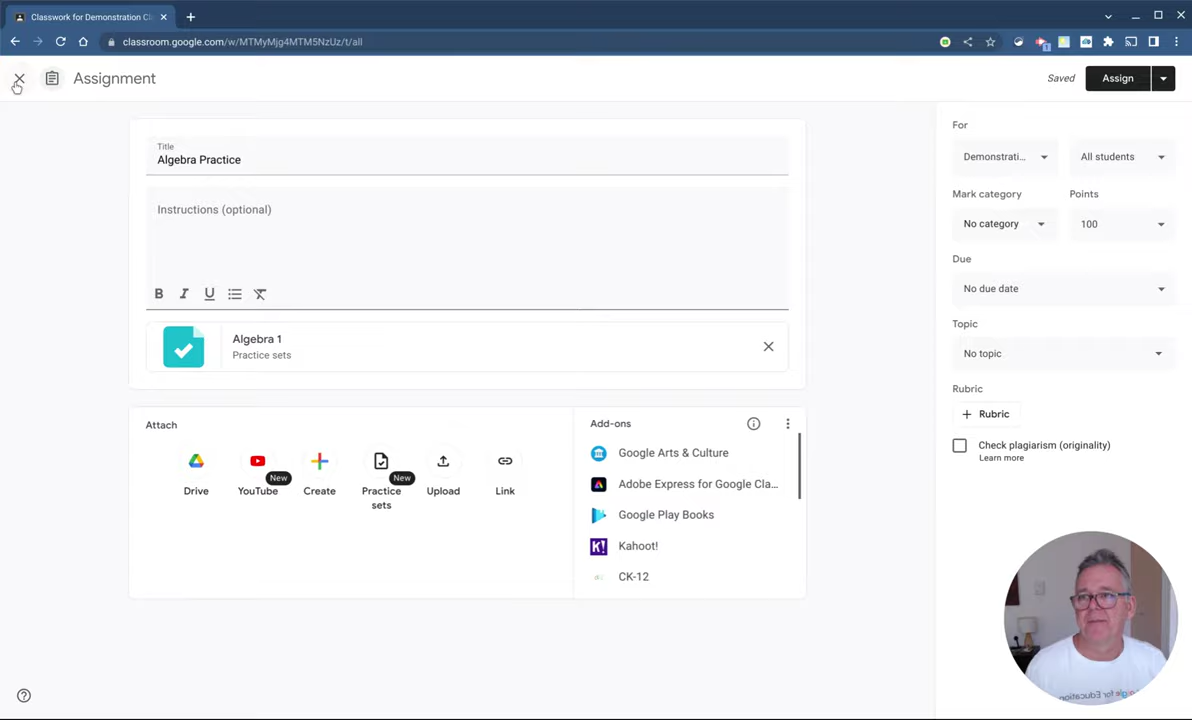 Classwork for Demonstration Cl
classroom.google.com/w/MTMyMjg4MTM5NzUz/t/all
Assignment
Saved
Assign
Title
Algebra Practice
Instructions (optional)
B I U
Algebra 1
Practice sets
Attach
Drive
YouTube
New
Create
Practice sets
New
Upload
Link
Add-ons
Google Arts & Culture
Adobe Express for Google Cla...
Google Play Books
Kahoot!
CK-12
For
Demonstrati...
All students
Mark category
Points
No category
100
Due
No due date
Topic
No topic
Rubric
+ Rubric
Check plagiarism (originality)
Learn more